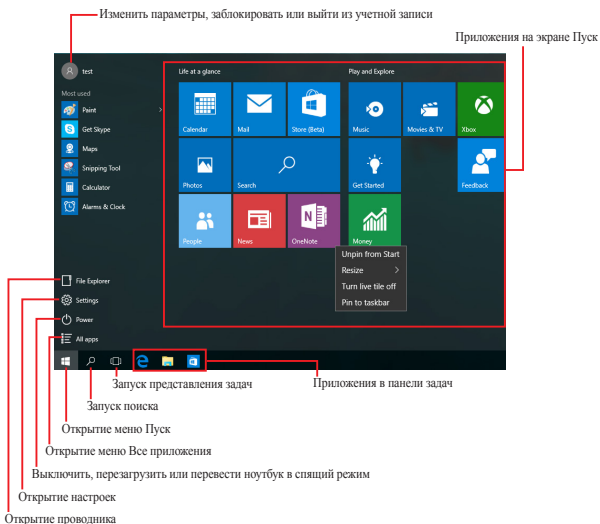 Изменить параметры, заблокировать или выйти из учетной записи
Приложения на экране Пуск
test
Life at a glance
Play and Explore
Most used
Paint
Get Skype
Maps
Snipping Tool
Calculator
Alarms & Clock
Calendar
Mail
Store (Beta)
Music
Movies & TV
Xbox
Photos
Search
Get Started
Feedback
People
News
OneNote
Money
Unpin from Start
Resize
Turn live tile off
Pin to taskbar
File Explorer
Settings
Power
All apps
Запуск представления задач
Приложения в панели задач
Запуск поиска
Открытие меню Пуск
Открытие меню Все приложения
Выключить, перезагрузить или перевести ноутбук в спящий режим
Открытие настроек
Открытие проводника